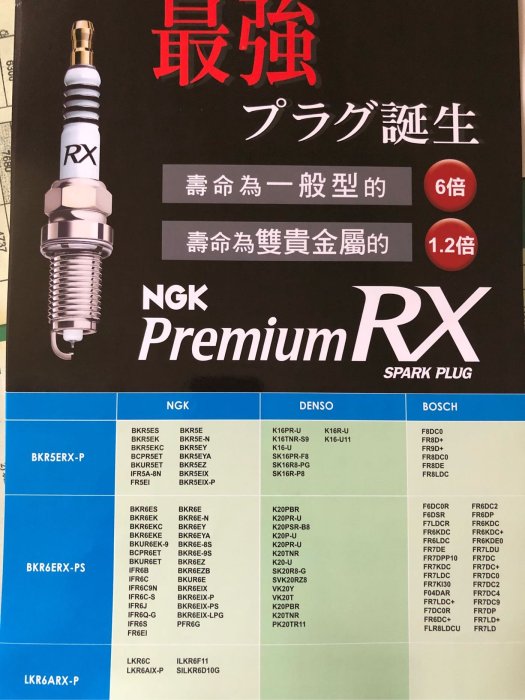 最強
プラグ誕生
RX
壽命為一般型的 6倍
壽命為雙貴金屬的 1.2倍
NGK
Premium RX
SPARK PLUG
NGK DENSO BOSCH
BKR5ERX-P
BKR5ES BKR5E
BKR5EK BKR5E-N
BKR5EKC BKR5EY
BCPR5ET BKR5EYA
BKUR5ET BKR5EZ
IFR5A-8N BKR5EIX
FR5EI BKR5EIX-P
K16PR-U K16R-U
K16TNR-S9 K16-U11
K16-U
SK16PR-F8
SK16R8-PG
SK16R-P8
F8DC0
FR8D+
FR9D+
FR8DC0
FR8DE
FR8LDC
BKR6ERX-PS
BKR6ES BKR6E
BKR6EK BKR6E-N
BKR6EKC BKR6EY
BKR6EKE BKR6EYA
BKUR6EK-9 BKR6E-8S
BCPR6ET BKR6E-9S
BKUR6ET BKR6EZ
IFR6B BKR6EZB
IFR6C BKUR6E
IFR6C9N BKR6EIX
IFR6C-S BKR6EIX-P
IFR6J BKR6EIX-PS
IFR6Q-G BKR6EIX-LPG
IFR6S PFR6G
FR6EI
K20PBR
K20PR-U
K20PSR-B8
K20P-U
K20PR-U
K20TNR
K20-U
SK20R8-G
SVK20RZ8
VK20Y
VK20T
K20PBR
K20TNR
PK20TR11
F6DC0R FR6DC2
F6DSR FR6DP
F7LDCR FR6KDC
FR6KDC FR6KDC+
FR6LDC FR6KDE0
FR7DE FR7LDU
FR7DPP10 FR7DC
FR7KDC FR7DC+
FR7LDC FR7DC0
FR7KI30 FR7DC2
F04DAR FR7DC4
FR7LDC+ FR7DC9
F7DC0R FR7DP
FR6DC+ FR7LD+
FLR8LDCU FR7LD
LKR6ARX-P
LKR6C ILKR6F11
LKR6AIX-P SILKR6D10G